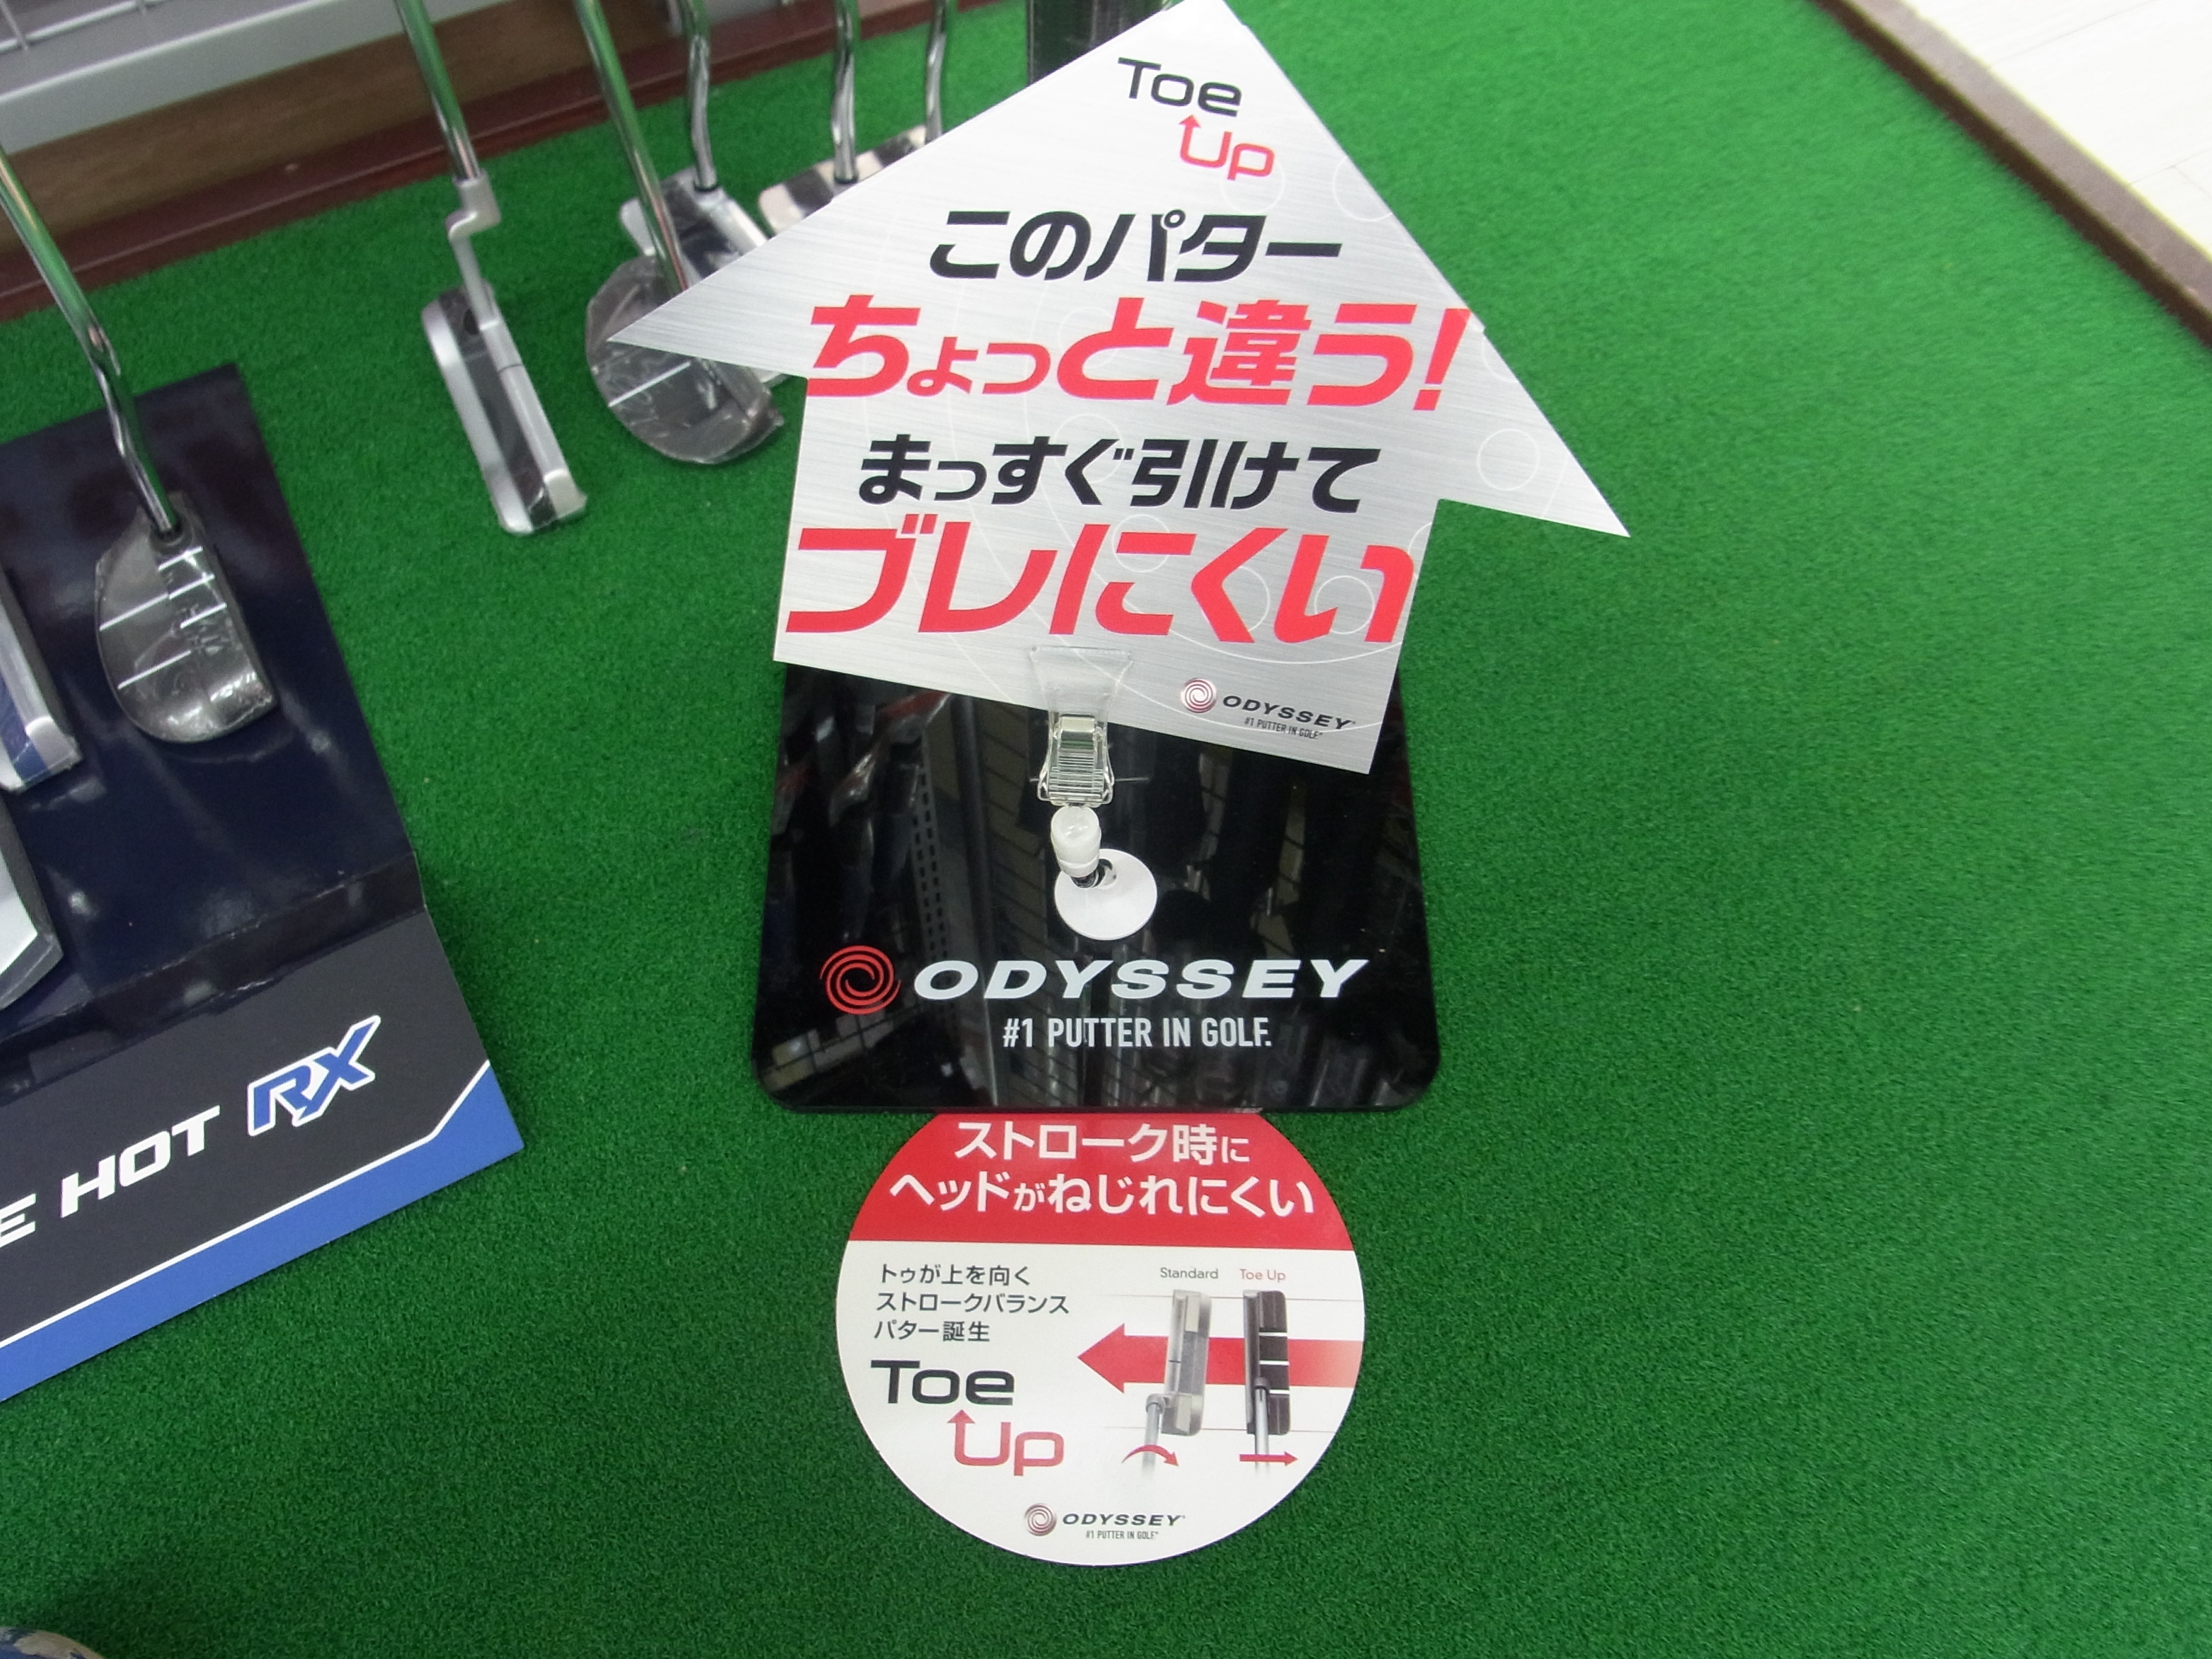 Toe
Up
このパター
ちょっと違う!
まっすぐ引けて
ブレにくい
ODYSSEY
#1 PUTTER IN GOLF.
ODYSSEY
#1 PUTTER IN GOLF.
ストローク時に
ヘッドがねじれにくい
トゥが上を向く
ストロークバランス
パター誕生
Toe
Up
Standard Toe Up
ODYSSEY
#1 PUTTER IN GOLF.
E HOT RX